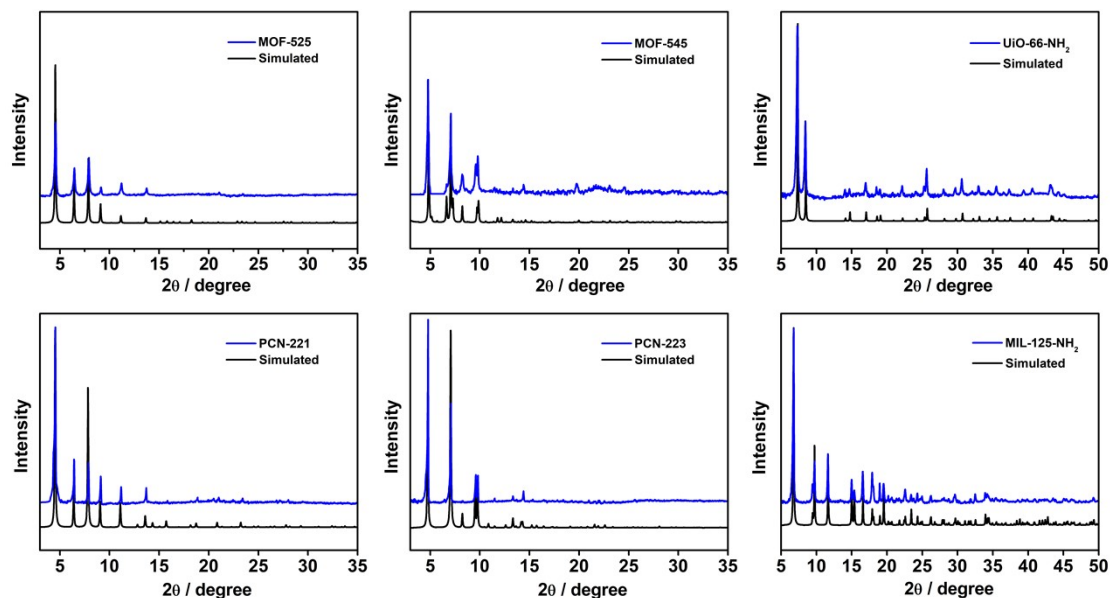 Intensity
MOF-525
Simulated
5 10 15 20 25 30 35
2θ / degree
Intensity
MOF-545
Simulated
5 10 15 20 25 30 35
2θ / degree
Intensity
UiO-66-NH₂
Simulated
5 10 15 20 25 30 35 40 45 50
2θ / degree
Intensity
PCN-221
Simulated
5 10 15 20 25 30 35
2θ / degree
Intensity
PCN-223
Simulated
5 10 15 20 25 30 35
2θ / degree
Intensity
MIL-125-NH₂
Simulated
5 10 15 20 25 30 35 40 45 50
2θ / degree